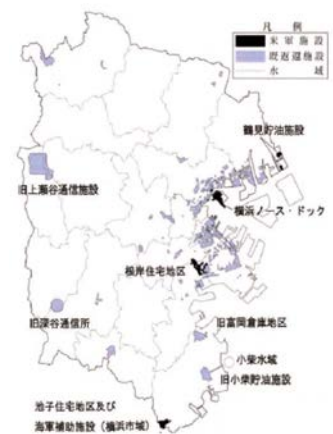 凡例
米軍施設
既返還施設
水域
鶴見貯油施設
旧上瀬谷通信施設
横浜ノース・ドック
根岸住宅地区
旧深谷通信所
旧富岡倉庫地区
小柴水域
旧小柴貯油施設
池子住宅地区及び
海軍補助施設（横浜市域）